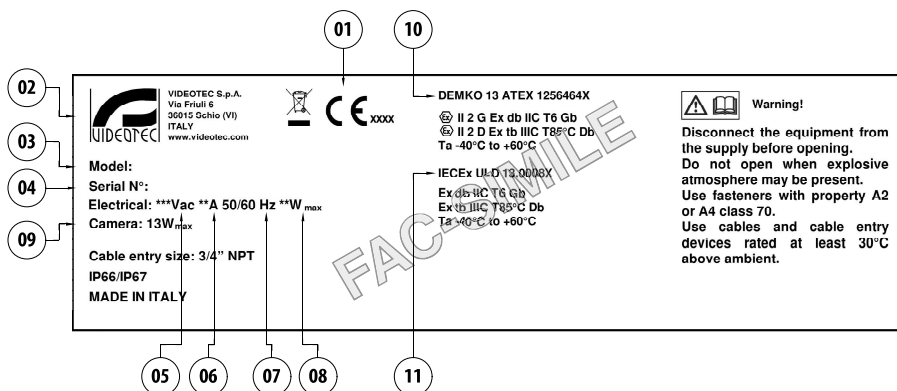 01
10
02
03
04
09
VIDEOTEC
VIDEOTEC S.p.A.
Via Friuli 6
36015 Schio (VI)
ITALY
www.videotec.com
CE xxxx
Model:
Serial N°:
Electrical: ***Vac **A 50/60 Hz **W max
Camera: 13Wmax
Cable entry size: 3/4” NPT
IP66/IP67
MADE IN ITALY
DEMKO 13 ATEX 1256464X
Ex II 2 G Ex db IIC T6 Gb
Ex II 2 D Ex tb IIIC T85°C Db
Ta -40°C to +60°C
IECEx ULD 13.0008X
Ex db IIC T6 Gb
Ex tb IIIC T85°C Db
Ta -40°C to +60°C
FAC-SIMILE
Warning!
Disconnect the equipment from
the supply before opening.
Do not open when explosive
atmosphere may be present.
Use fasteners with property A2
or A4 class 70.
Use cables and cable entry
devices rated at least 30°C
above ambient.
05
06
07
08
11